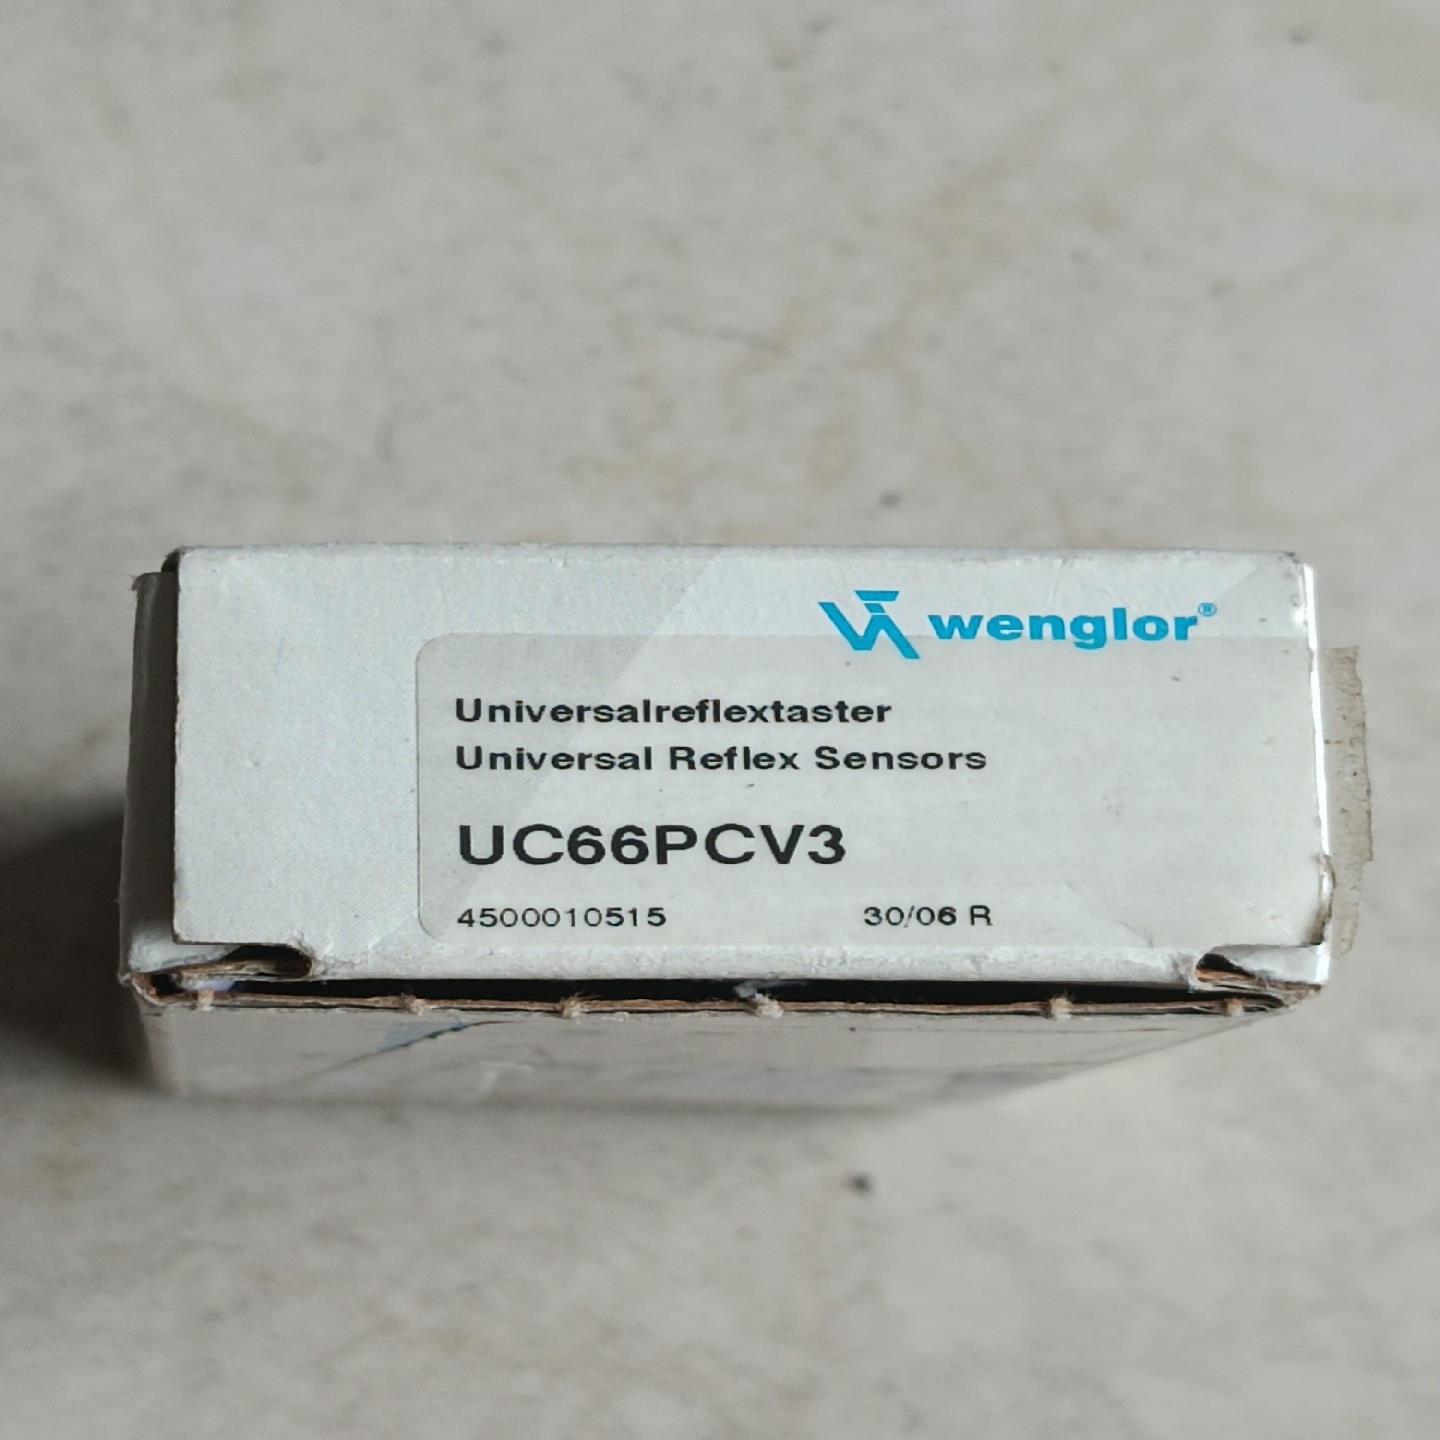 wenglor®
Universalreflextaster
Universal Reflex Sensors
UC66PCV3
4500010515 30/06 R